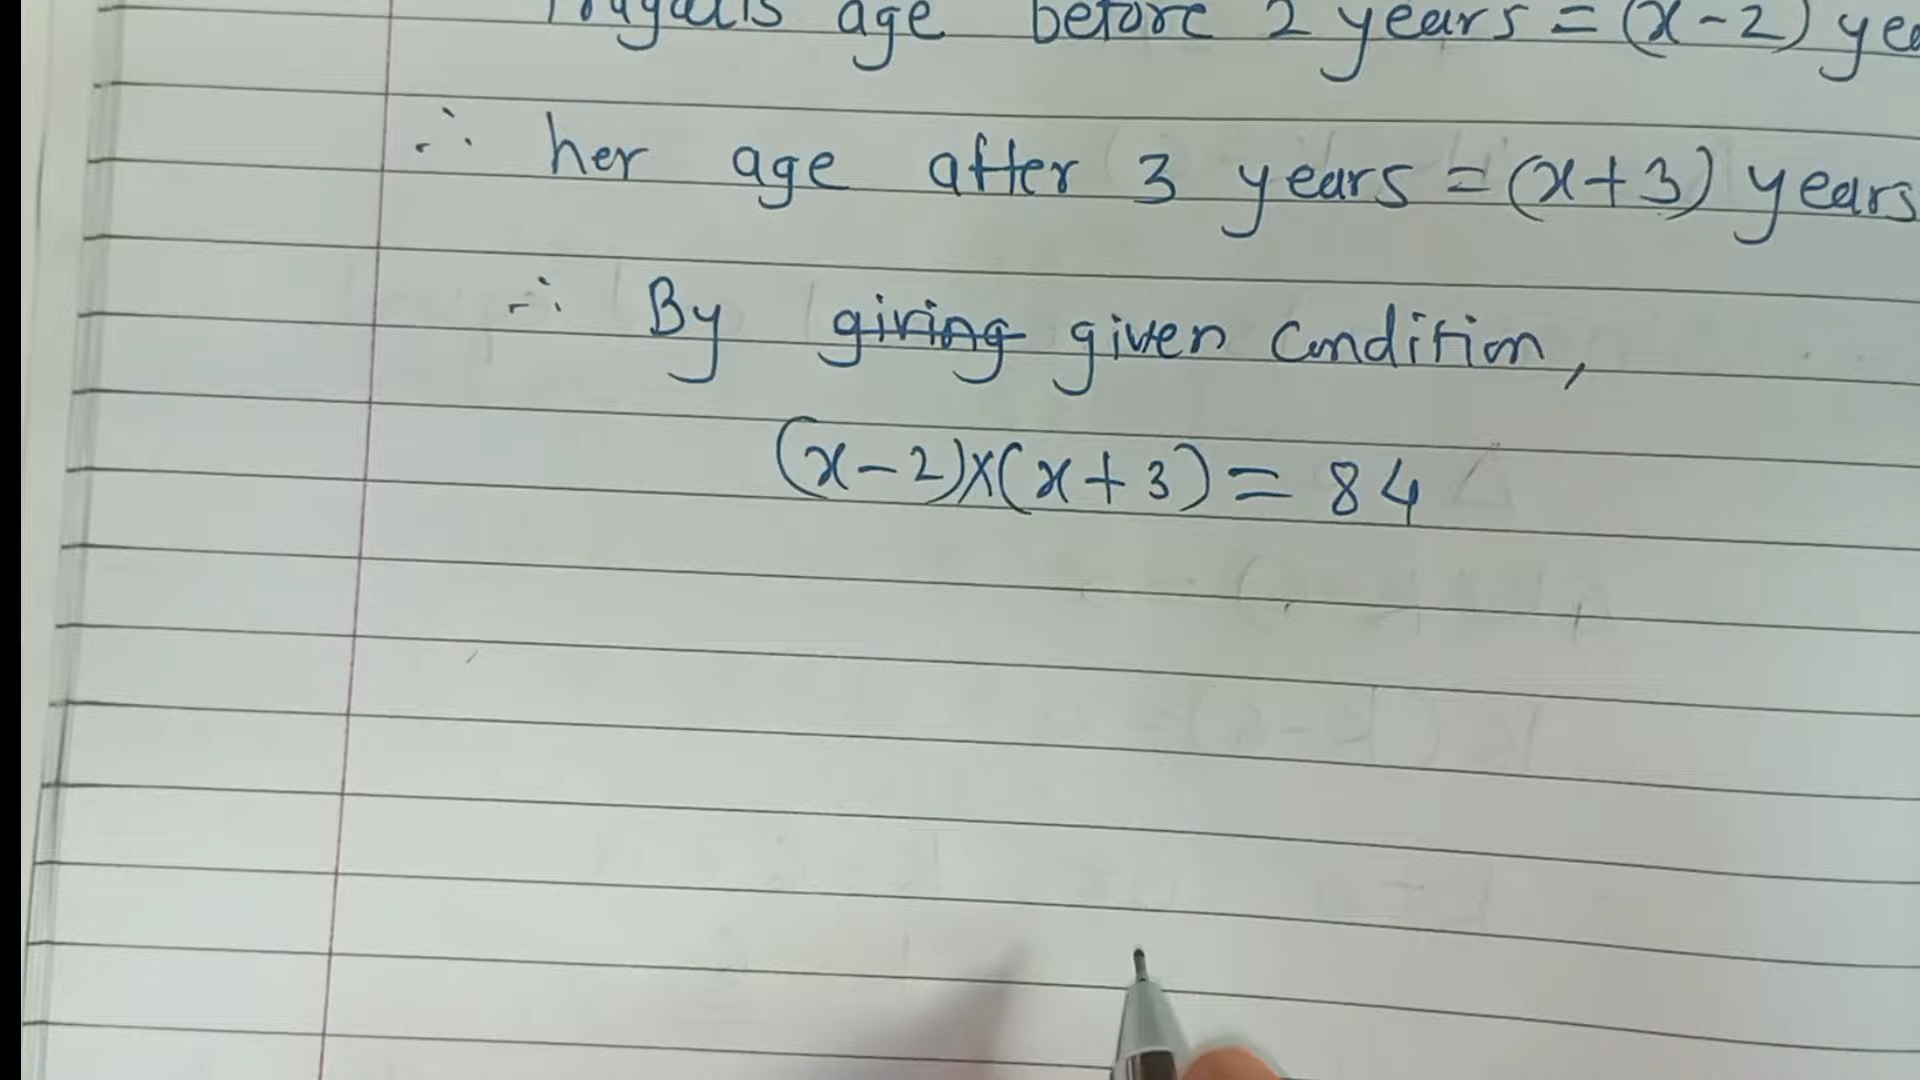 age before 2 years = (x-2)
∴ her age after 3 years = (x+3) years
∴ By giving given condition,
(x-2)×(x+3) = 84